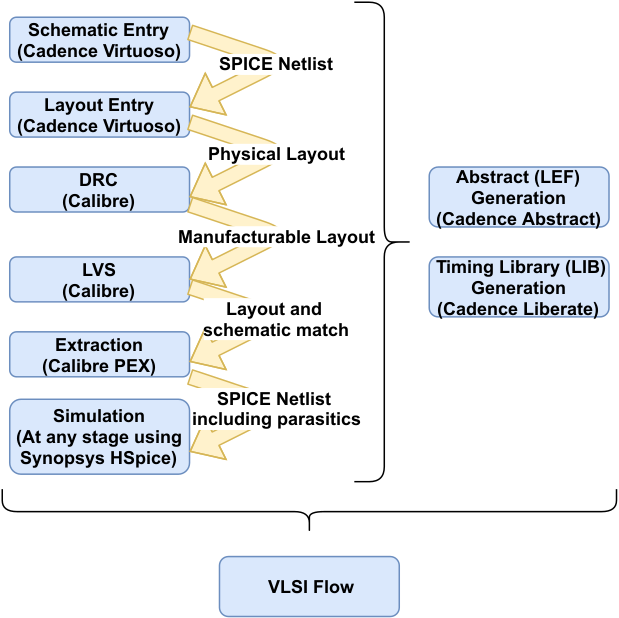 Schematic Entry
(Cadence Virtuoso)
SPICE Netlist
Layout Entry
(Cadence Virtuoso)
Physical Layout
DRC
(Calibre)
Manufacturable Layout
LVS
(Calibre)
Layout and
schematic match
Extraction
(Calibre PEX)
SPICE Netlist
including parasitics
Simulation
(At any stage using
Synopsys HSpice)
Abstract (LEF)
Generation
(Cadence Abstract)
Timing Library (LIB)
Generation
(Cadence Liberate)
VLSI Flow